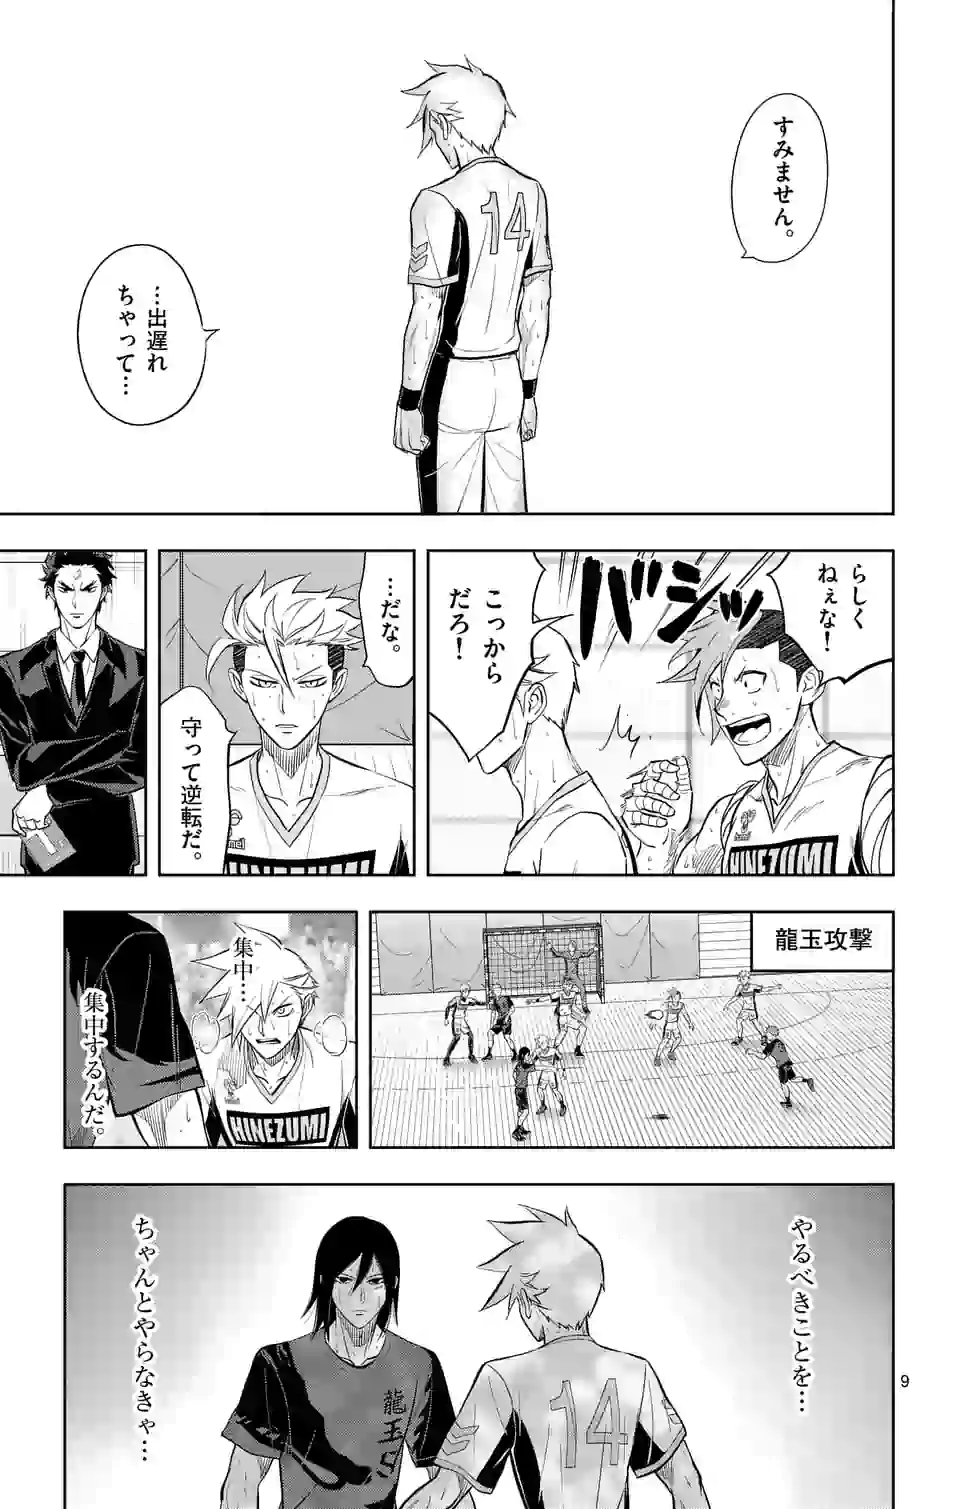 すみません。
…出遅れ
ちゃって…
14
らしく
ねぇな！
バシッ
こっから
だろ！
hummel
HINEZUMI
…だな。
守って逆転だ。
HINEZUMI
龍玉攻撃
集中…
集中するんだ。
HINEZUMI
やるべきことを…
ちゃんとやらなきゃ…
龍玉
5
14
9